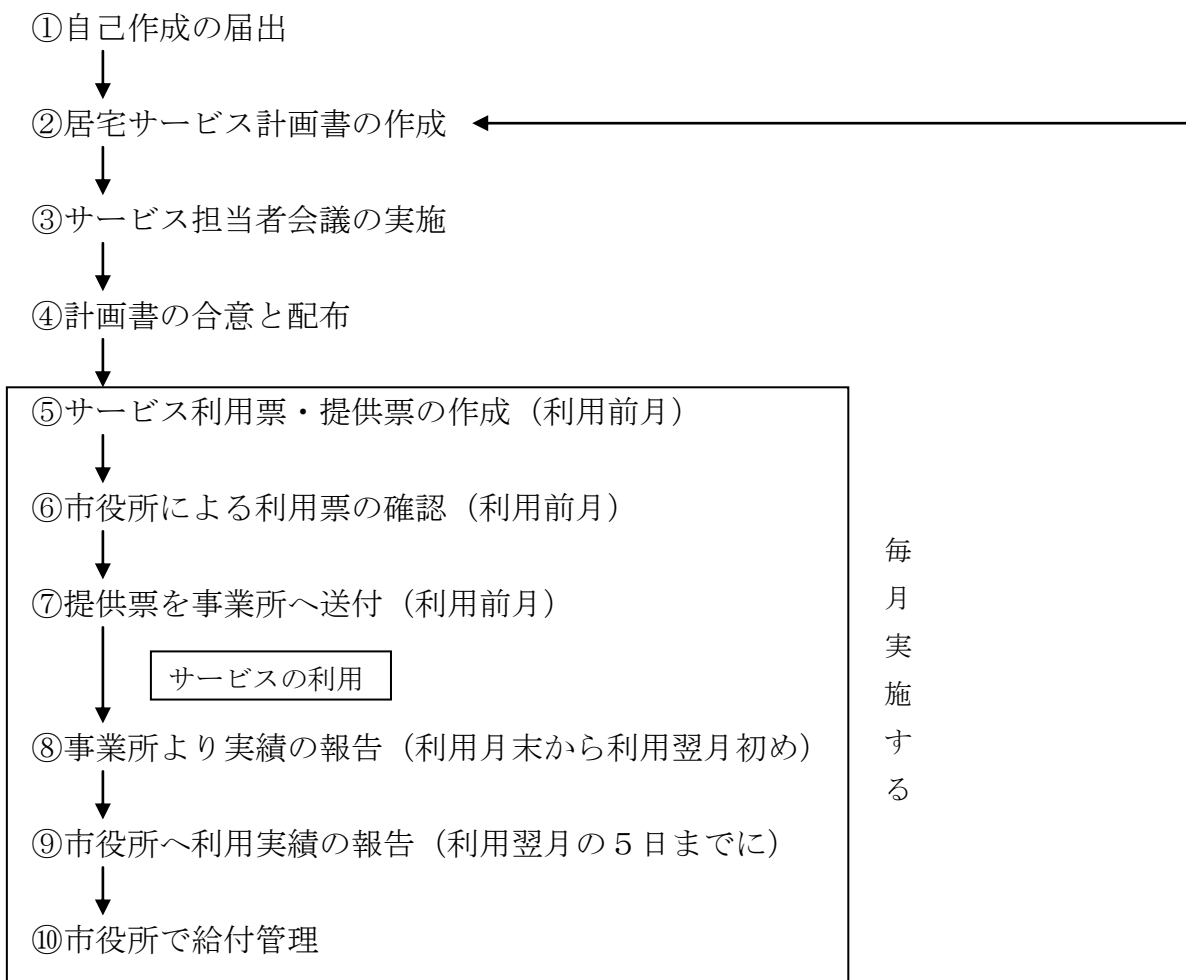 ①自己作成の届出
②居宅サービス計画書の作成
③サービス担当者会議の実施
④計画書の合意と配布
⑤サービス利用票・提供票の作成（利用前月）
⑥市役所による利用票の確認（利用前月）
⑦提供票を事業所へ送付（利用前月）
サービスの利用
⑧事業所より実績の報告（利用月末から利用翌月初め）
⑨市役所へ利用実績の報告（利用翌月の５日までに）
⑩市役所で給付管理
毎月実施する